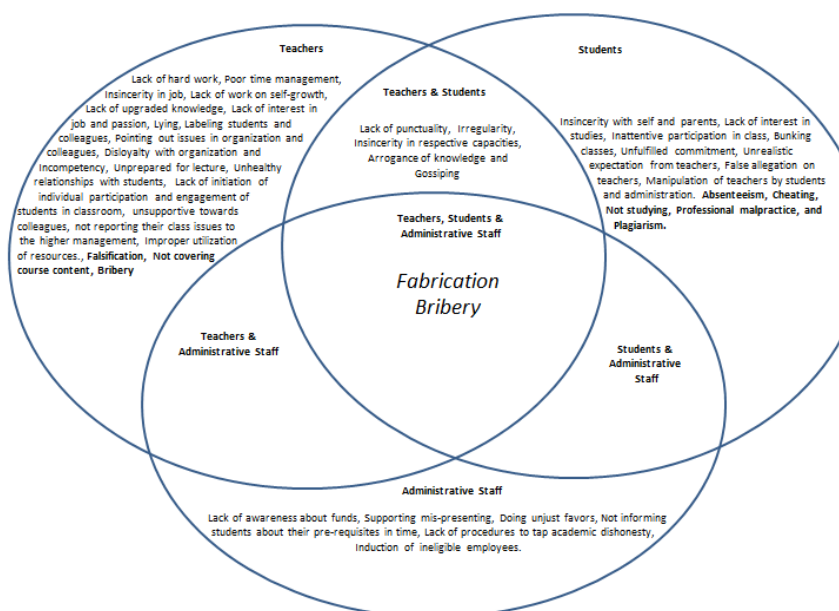 Teachers
Lack of hard work, Poor time management,
Insincerity in job, Lack of work on self-growth,
Lack of upgraded knowledge, Lack of interest in
job and passion, Lying, Labeling students and
colleagues, Pointing out issues in organization and
colleagues, Disloyalty with organization and
Incompetency, Unprepared for lecture, Unhealthy
relationships with students, Lack of initiation of
individual participation and engagement of
students in classroom, unsupportive towards
colleagues, not reporting their class issues to
the higher management, Improper utilization
of resources., Falsification, Not covering
course content, Bribery
Teachers & Students
Lack of punctuality, Irregularity,
Insincerity in respective capacities,
Arrogance of knowledge and
Gossiping
Students
Insincerity with self and parents, Lack of interest in
studies, Inattentive participation in class, Bunking
classes, Unfulfilled commitment, Unrealistic
expectation from teachers, False allegation on
teachers, Manipulation of teachers by students
and administration. Absenteeism, Cheating,
Not studying, Professional malpractice, and
Plagiarism.
Teachers, Students &
Administrative Staff
Fabrication
Bribery
Teachers &
Administrative Staff
Students &
Administrative
Staff
Administrative Staff
Lack of awareness about funds, Supporting mis-presenting, Doing unjust favors, Not informing
students about their pre-requisites in time, Lack of procedures to tap academic dishonesty,
Induction of ineligible employees.